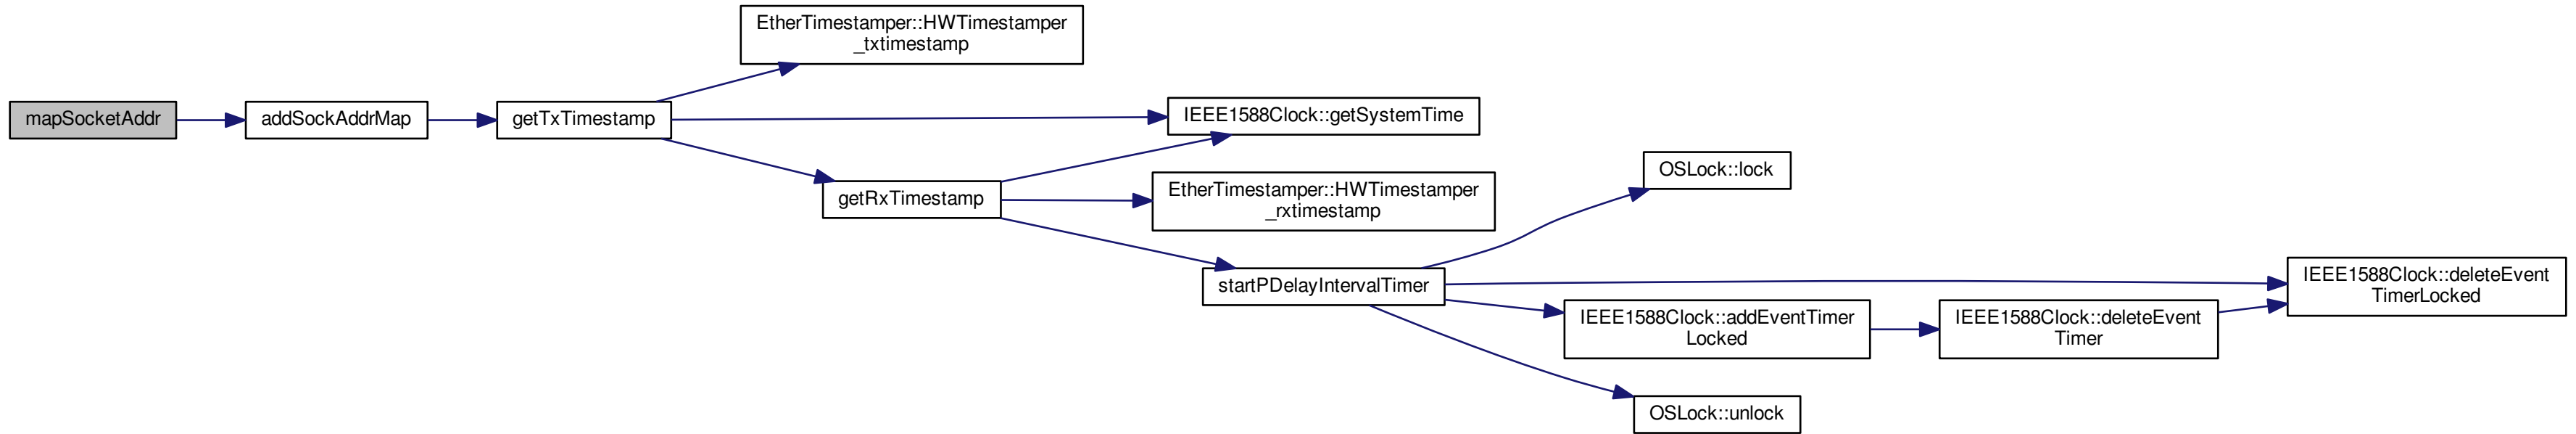 EtherTimestamper::HWTimestamper
_txtimestamp
mapSocketAddr
addSockAddrMap
getTxTimestamp
IEEE1588Clock::getSystemTime
getRxTimestamp
EtherTimestamper::HWTimestamper
_rxtimestamp
OSLock::lock
startPDelayIntervalTimer
IEEE1588Clock::deleteEvent
TimerLocked
IEEE1588Clock::addEventTimer
Locked
IEEE1588Clock::deleteEvent
Timer
OSLock::unlock